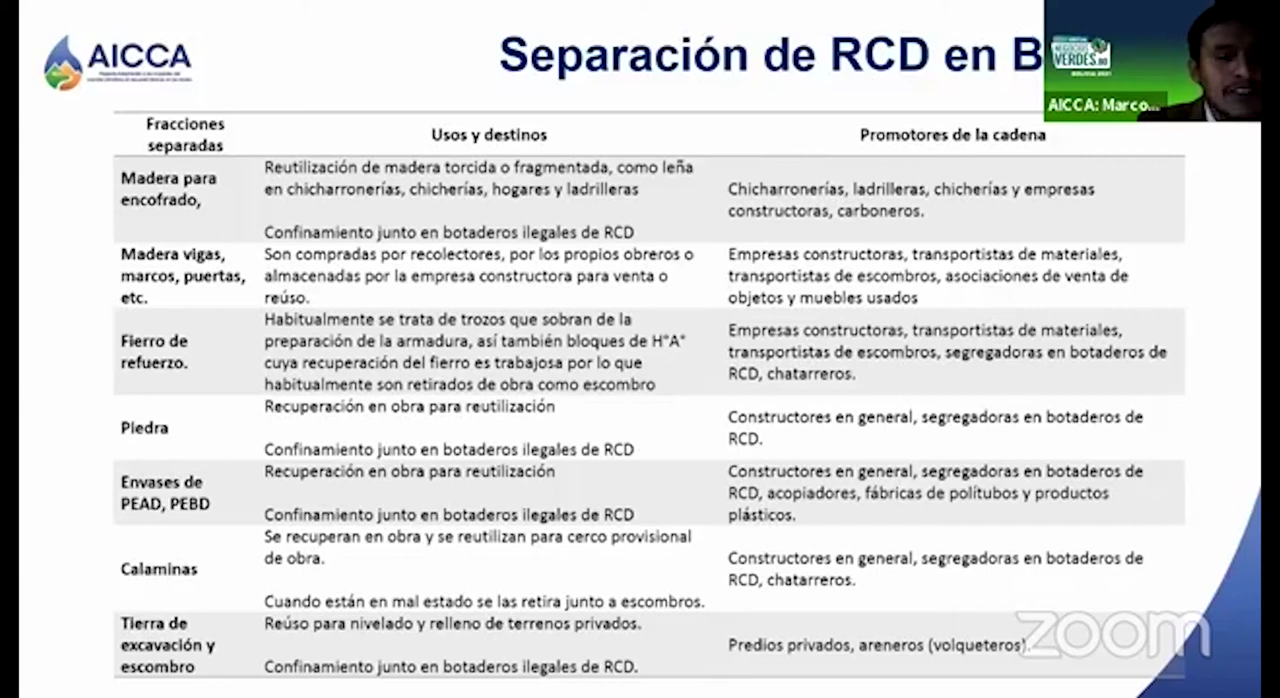 AICCA
Separación de RCD en B
NEGOCIOS
VERDES.BO
BOLIVIA 2021
AICCA: Marco...
Fracciones
separadas
Usos y destinos
Promotores de la cadena
Madera para
encofrado,
Reutilización de madera torcida o fragmentada, como leña
en chicharronerías, chicherías, hogares y ladrilleras
Confinamiento junto en botaderos ilegales de RCD
Chicharronerías, ladrilleras, chicherías y empresas
constructoras, carboneros.
Madera vigas,
marcos, puertas,
etc.
Son compradas por recolectores, por los propios obreros o
almacenadas por la empresa constructora para venta o
reúso.
Empresas constructoras, transportistas de materiales,
transportistas de escombros, asociaciones de venta de
objetos y muebles usados
Fierro de
refuerzo.
Habitualmente se trata de trozos que sobran de la
preparación de la armadura, así también bloques de H°A°
cuya recuperación del fierro es trabajosa por lo que
habitualmente son retirados de obra como escombro
Empresas constructoras, transportistas de materiales,
transportistas de escombros, segregadoras en botaderos de
RCD, chatarreros.
Piedra
Recuperación en obra para reutilización
Confinamiento junto en botaderos ilegales de RCD
Constructores en general, segregadoras en botaderos de
RCD.
Envases de
PEAD, PEBD
Recuperación en obra para reutilización
Confinamiento junto en botaderos ilegales de RCD
Constructores en general, segregadoras en botaderos de
RCD, acopiadores, fábricas de polítubos y productos
plásticos.
Calaminas
Se recuperan en obra y se reutilizan para cerco provisional
de obra.
Cuando están en mal estado se las retira junto a escombros.
Constructores en general, segregadoras en botaderos de
RCD, chatarreros.
Tierra de
excavación y
escombro
Reúso para nivelado y relleno de terrenos privados.
Confinamiento junto en botaderos ilegales de RCD.
Predios privados, areneros (volqueteros).
zoom